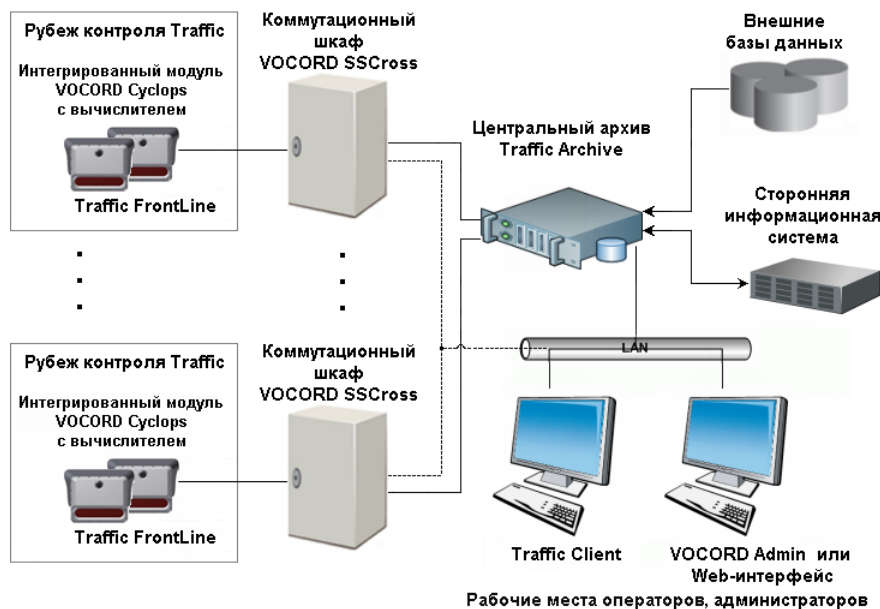 Рубеж контроля Traffic
Интегрированный модуль
VOCORD Cyclops
с вычислителем
Traffic FrontLine
Коммутационный
шкаф
VOCORD SSCross
Центральный архив
Traffic Archive
Внешние
базы данных
Сторонняя
информационная
система
LAN
Рубеж контроля Traffic
Интегрированный модуль
VOCORD Cyclops
с вычислителем
Traffic FrontLine
Коммутационный
шкаф
VOCORD SSCross
Traffic Client
VOCORD Admin или
Web-интерфейс
Рабочие места операторов, администраторов